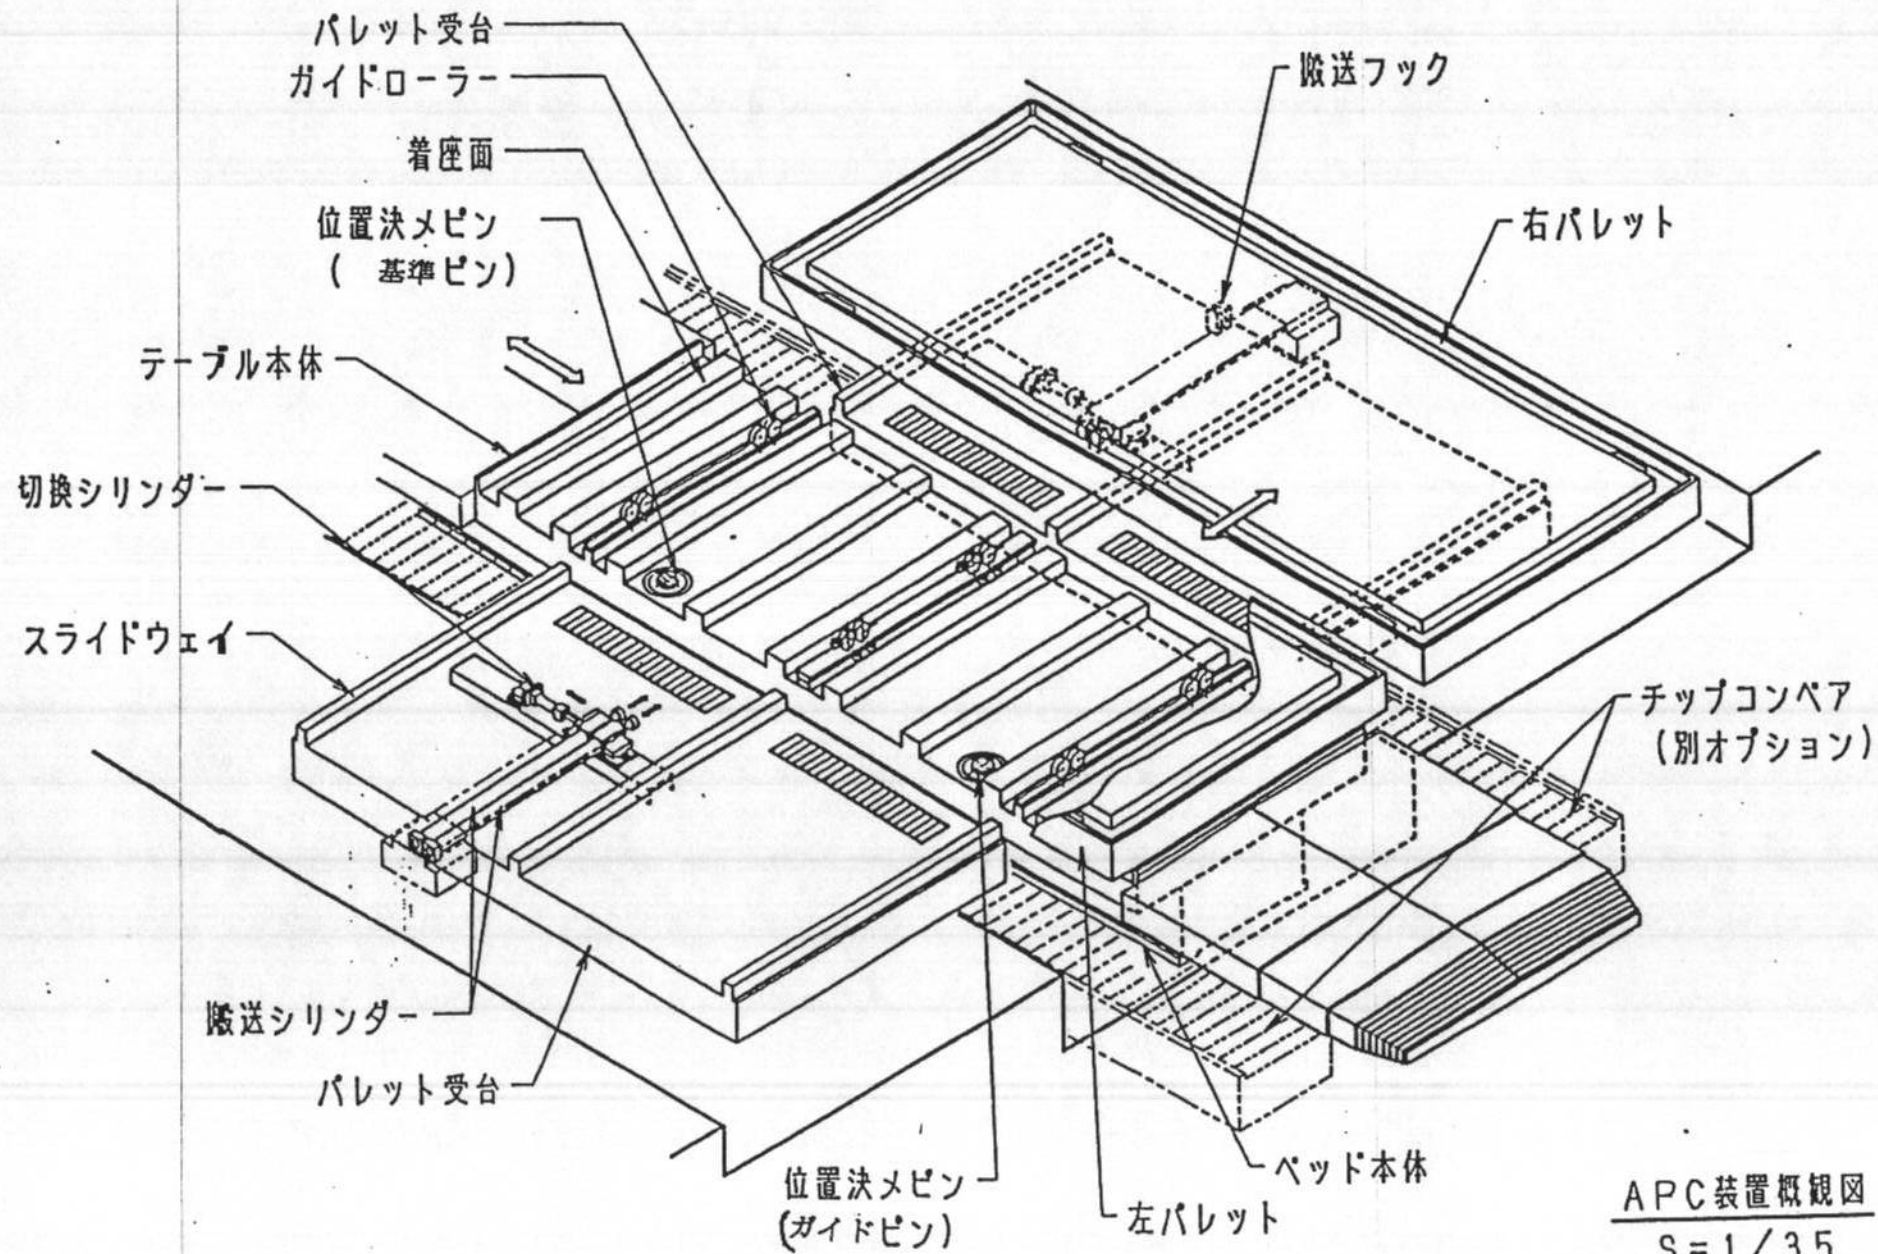 パレット受台
ガイドローラー
着座面
位置決メピン
( 基準ピン)
テーブル本体
切換シリンダー
スライドウェイ
搬送シリンダー
パレット受台
位置決メピン
(ガイドピン)
左パレット
ベッド本体
チップコンベア
(別オプション)
右パレット
搬送フック
APC装置概観図
S=1/35